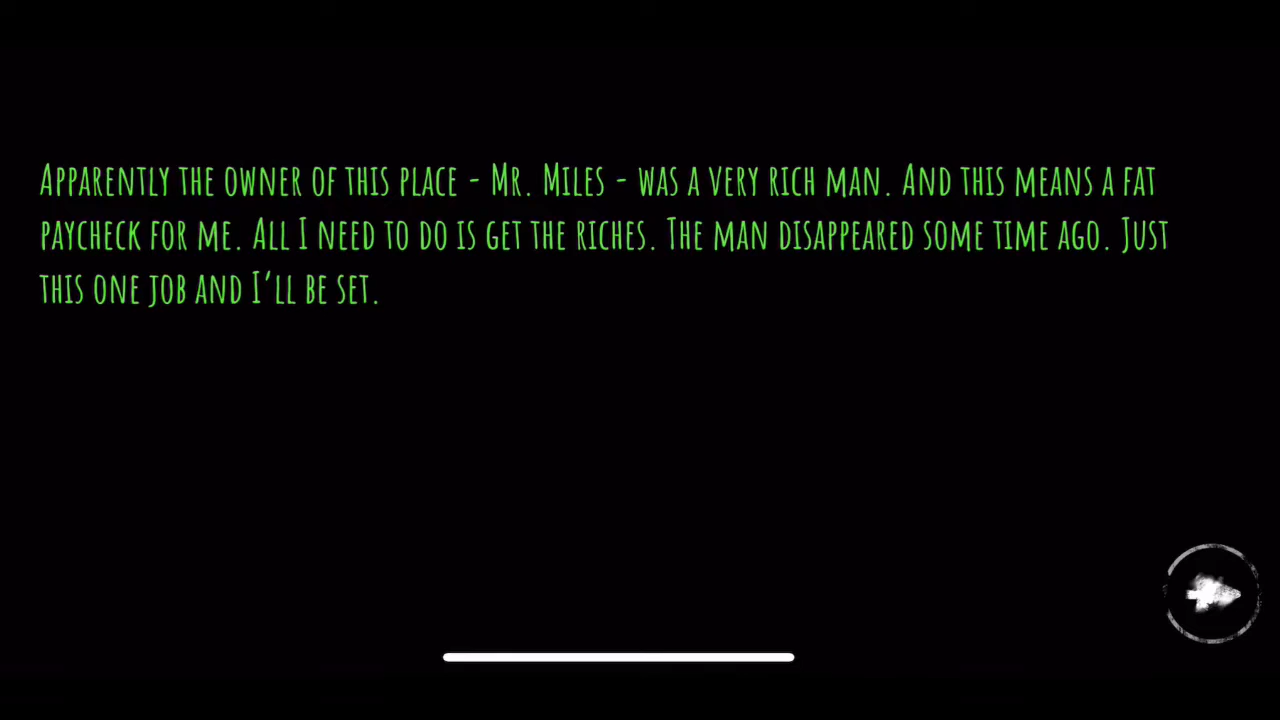 Apparently the owner of this place - Mr. Miles - was a very rich man. And this means a fat
paycheck for me. All I need to do is get the riches. The man disappeared some time ago. Just
this one job and I'll be set.